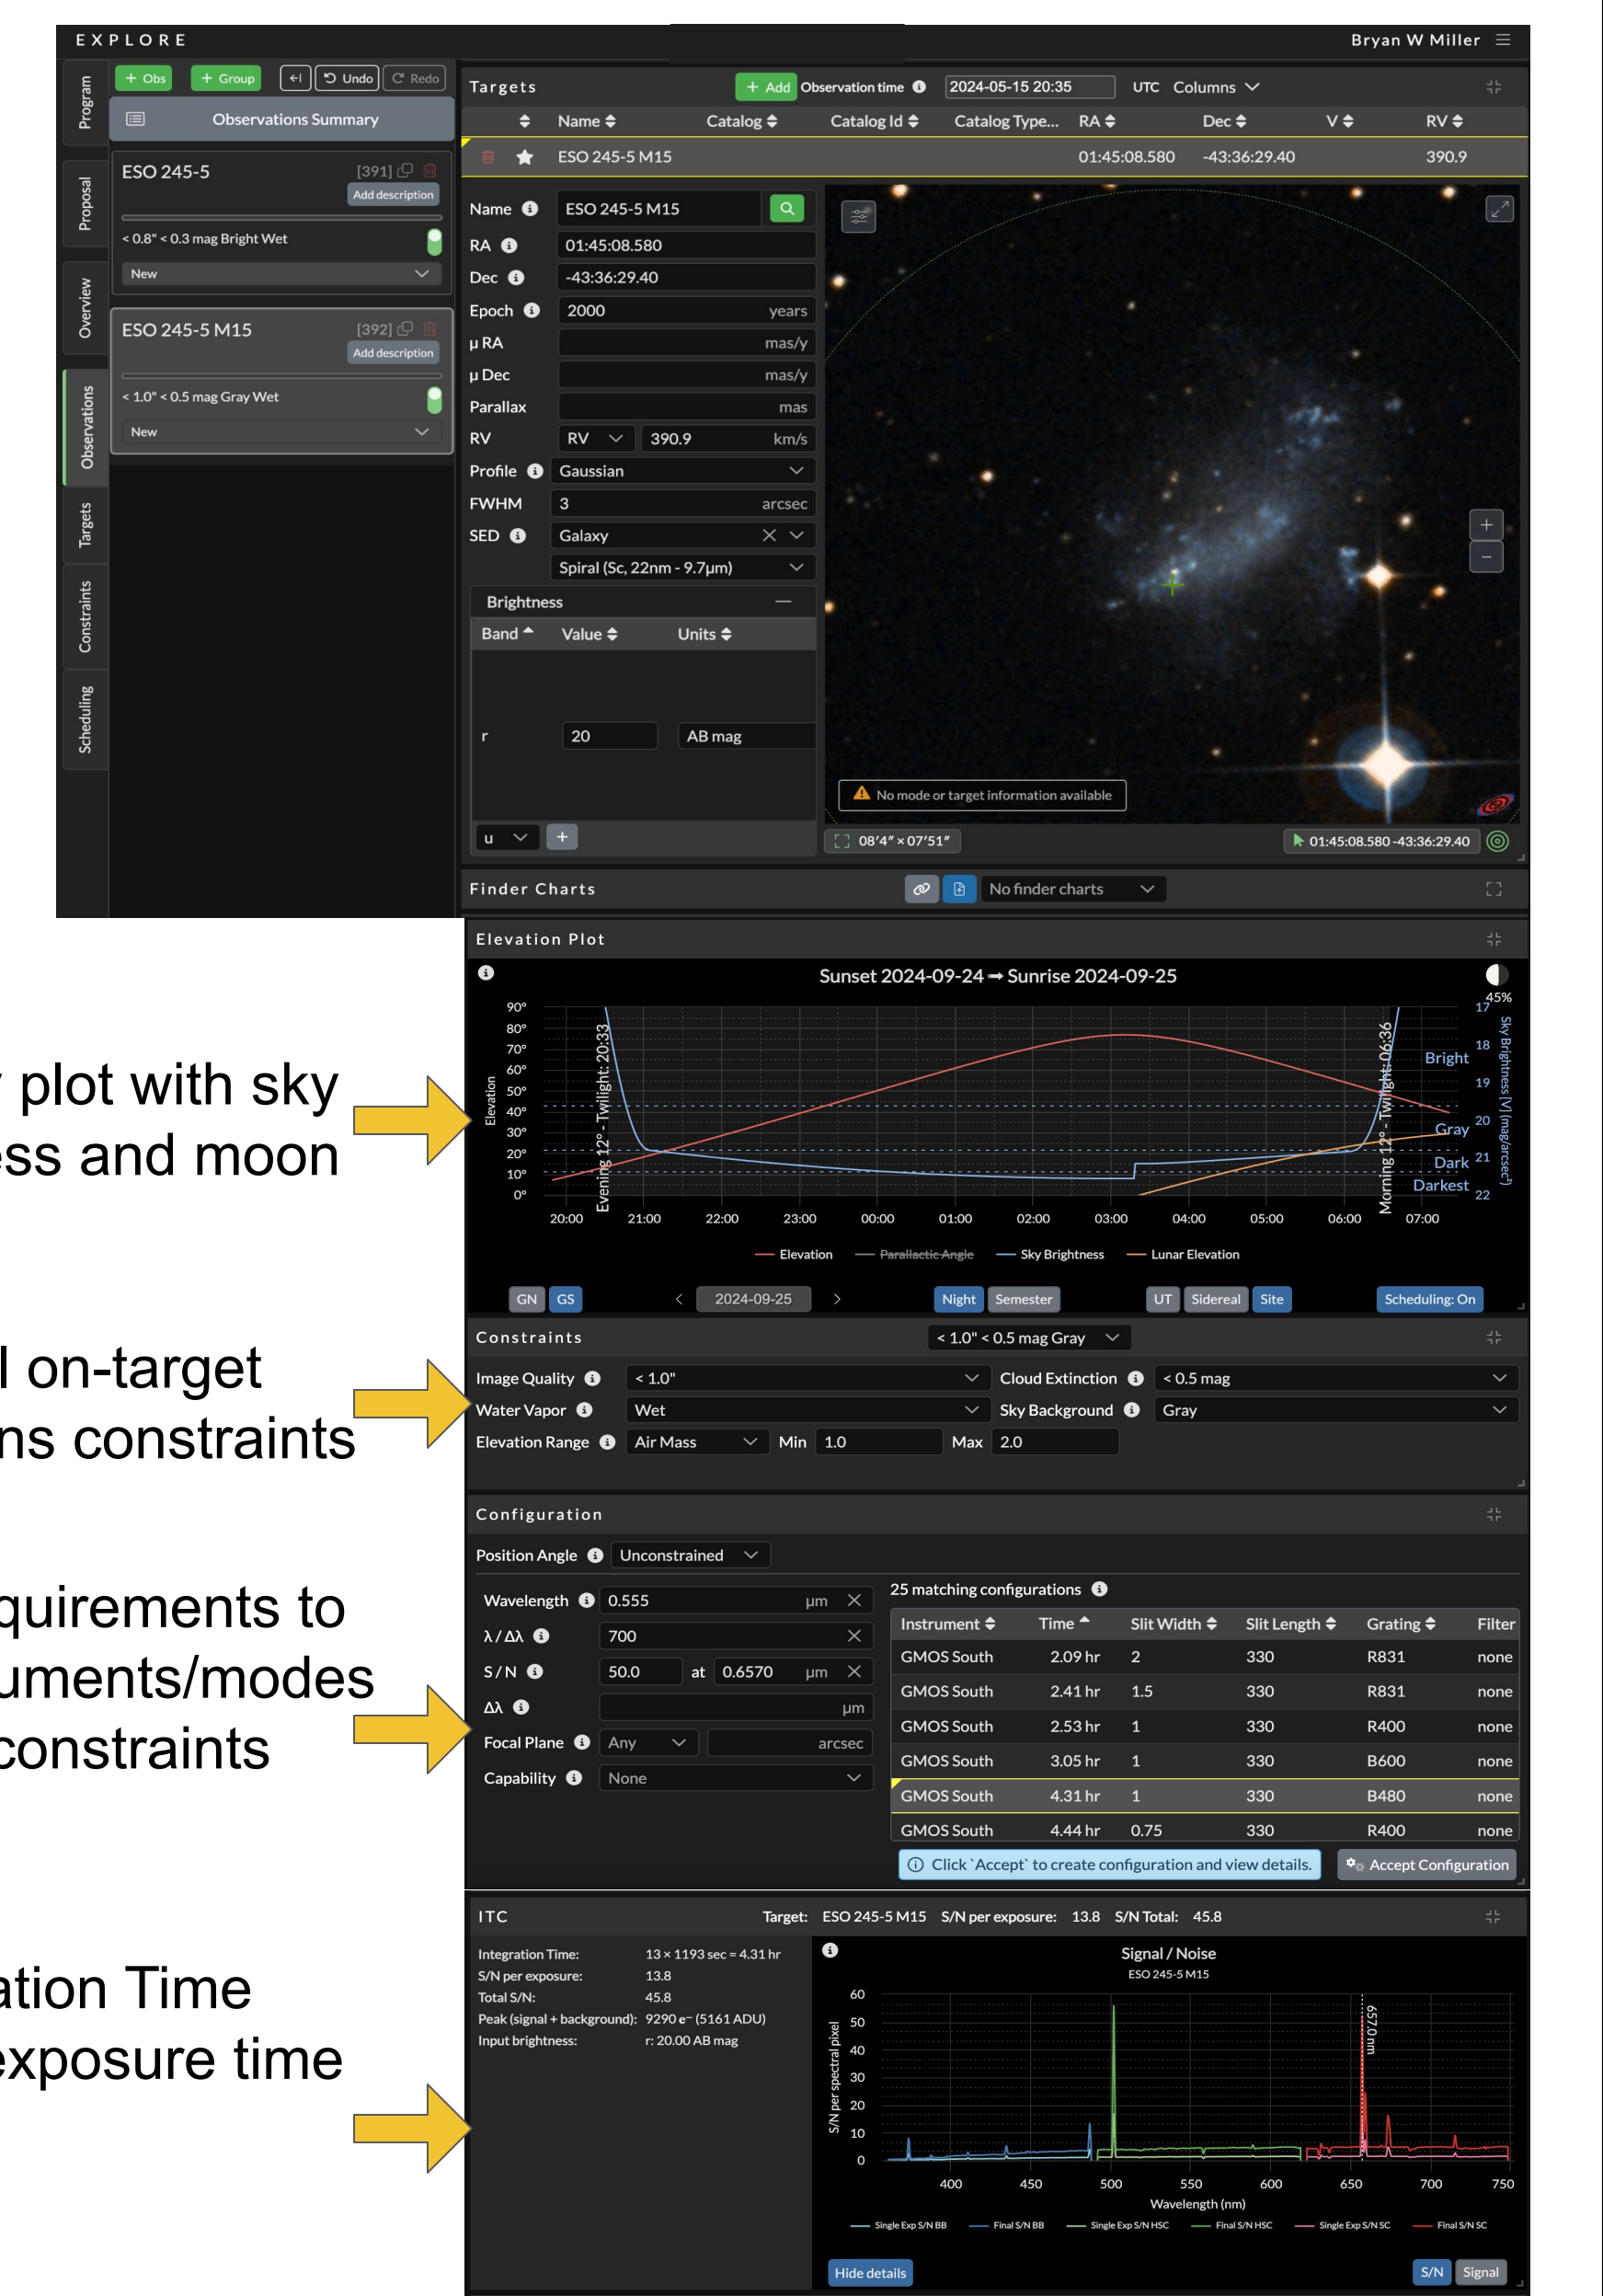 EXPLORE
Bryan W Miller
Program
Proposal
Overview
Observations
Targets
Constraints
Scheduling
+ Obs + Group Undo Redo
Observations Summary
ESO 245-5 [391]
Add description
< 0.8" < 0.3 mag Bright Wet
New
ESO 245-5 M15 [392]
Add description
< 1.0" < 0.5 mag Gray Wet
New
Targets + Add Observation time 2024-05-15 20:35 UTC Columns
Name Catalog Catalog Id Catalog Type... RA Dec V RV
ESO 245-5 M15 01:45:08.580 -43:36:29.40 390.9
Name ESO 245-5 M15
RA 01:45:08.580
Dec -43:36:29.40
Epoch 2000 years
μ RA mas/y
μ Dec mas/y
Parallax mas
RV RV 390.9 km/s
Profile Gaussian
FWHM 3 arcsec
SED Galaxy
Spiral (Sc, 22nm - 9.7μm)
Brightness
Band Value Units
r 20 AB mag
u +
No mode or target information available
08′4″ × 07′51″
01:45:08.580 -43:36:29.40
Finder Charts No finder charts
Elevation Plot
Sunset 2024-09-24 → Sunrise 2024-09-25
45%
Elevation
90°
80°
70°
60°
50°
40°
30°
20°
10°
0°
Evening 12° - Twilight: 20:33
Morning 12° - Twilight: 06:36
17
18
19
20
21
22
Bright
Gray
Dark
Darkest
Sky Brightness [V] (mag/arcsec²)
20:00 21:00 22:00 23:00 00:00 01:00 02:00 03:00 04:00 05:00 06:00 07:00
Elevation Parallactic Angle Sky Brightness Lunar Elevation
GN GS < 2024-09-25 > Night Semester UT Sidereal Site Scheduling: On
y plot with sky
ess and moon
Constraints < 1.0" < 0.5 mag Gray
Image Quality < 1.0" Cloud Extinction < 0.5 mag
Water Vapor Wet Sky Background Gray
Elevation Range Air Mass Min 1.0 Max 2.0
l on-target
ns constraints
Configuration
Position Angle Unconstrained
Wavelength 0.555 μm
λ / Δλ 700
S / N 50.0 at 0.6570 μm
Δλ μm
Focal Plane Any arcsec
Capability None
25 matching configurations
Instrument Time Slit Width Slit Length Grating Filter
GMOS South 2.09 hr 2 330 R831 none
GMOS South 2.41 hr 1.5 330 R831 none
GMOS South 2.53 hr 1 330 R400 none
GMOS South 3.05 hr 1 330 B600 none
GMOS South 4.31 hr 1 330 B480 none
GMOS South 4.44 hr 0.75 330 R400 none
Click `Accept` to create configuration and view details.
Accept Configuration
quirements to
uments/modes
constraints
ITC Target: ESO 245-5 M15 S/N per exposure: 13.8 S/N Total: 45.8
Integration Time: 13 × 1193 sec = 4.31 hr
S/N per exposure: 13.8
Total S/N: 45.8
Peak (signal + background): 9290 e⁻ (5161 ADU)
Input brightness: r: 20.00 AB mag
Signal / Noise
ESO 245-5 M15
S/N per spectral pixel
60
50
40
30
20
10
0
657.0 nm
400 450 500 550 600 650 700 750
Wavelength (nm)
Single Exp S/N BB Final S/N BB Single Exp S/N HSC Final S/N HSC Single Exp S/N SC Final S/N SC
Hide details S/N Signal
ation Time
exposure time